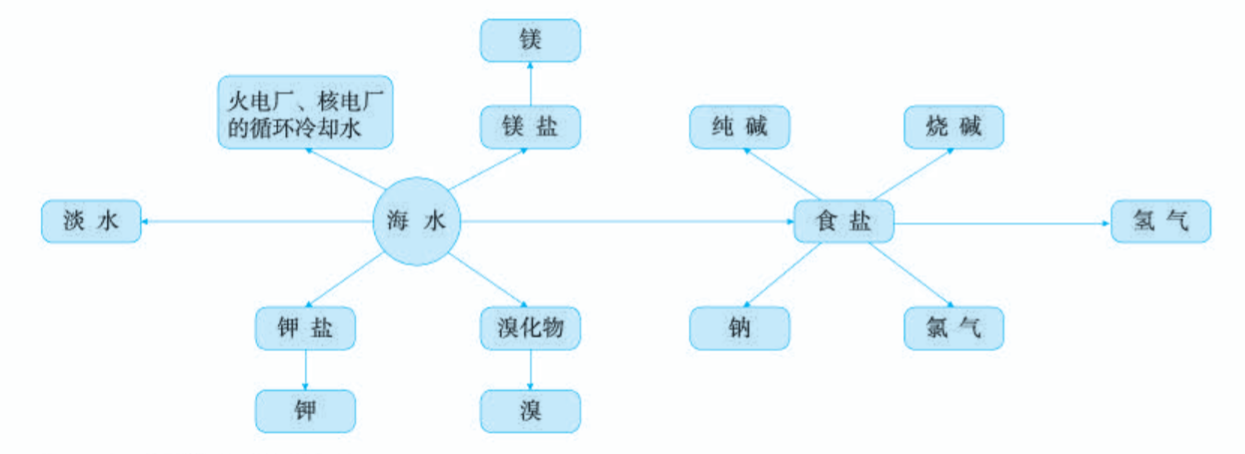 镁
火电厂、核电厂
的循环冷却水
镁盐
纯碱
烧碱
淡水
海水
食盐
氢气
钾盐
溴化物
钠
氯气
钾
溴